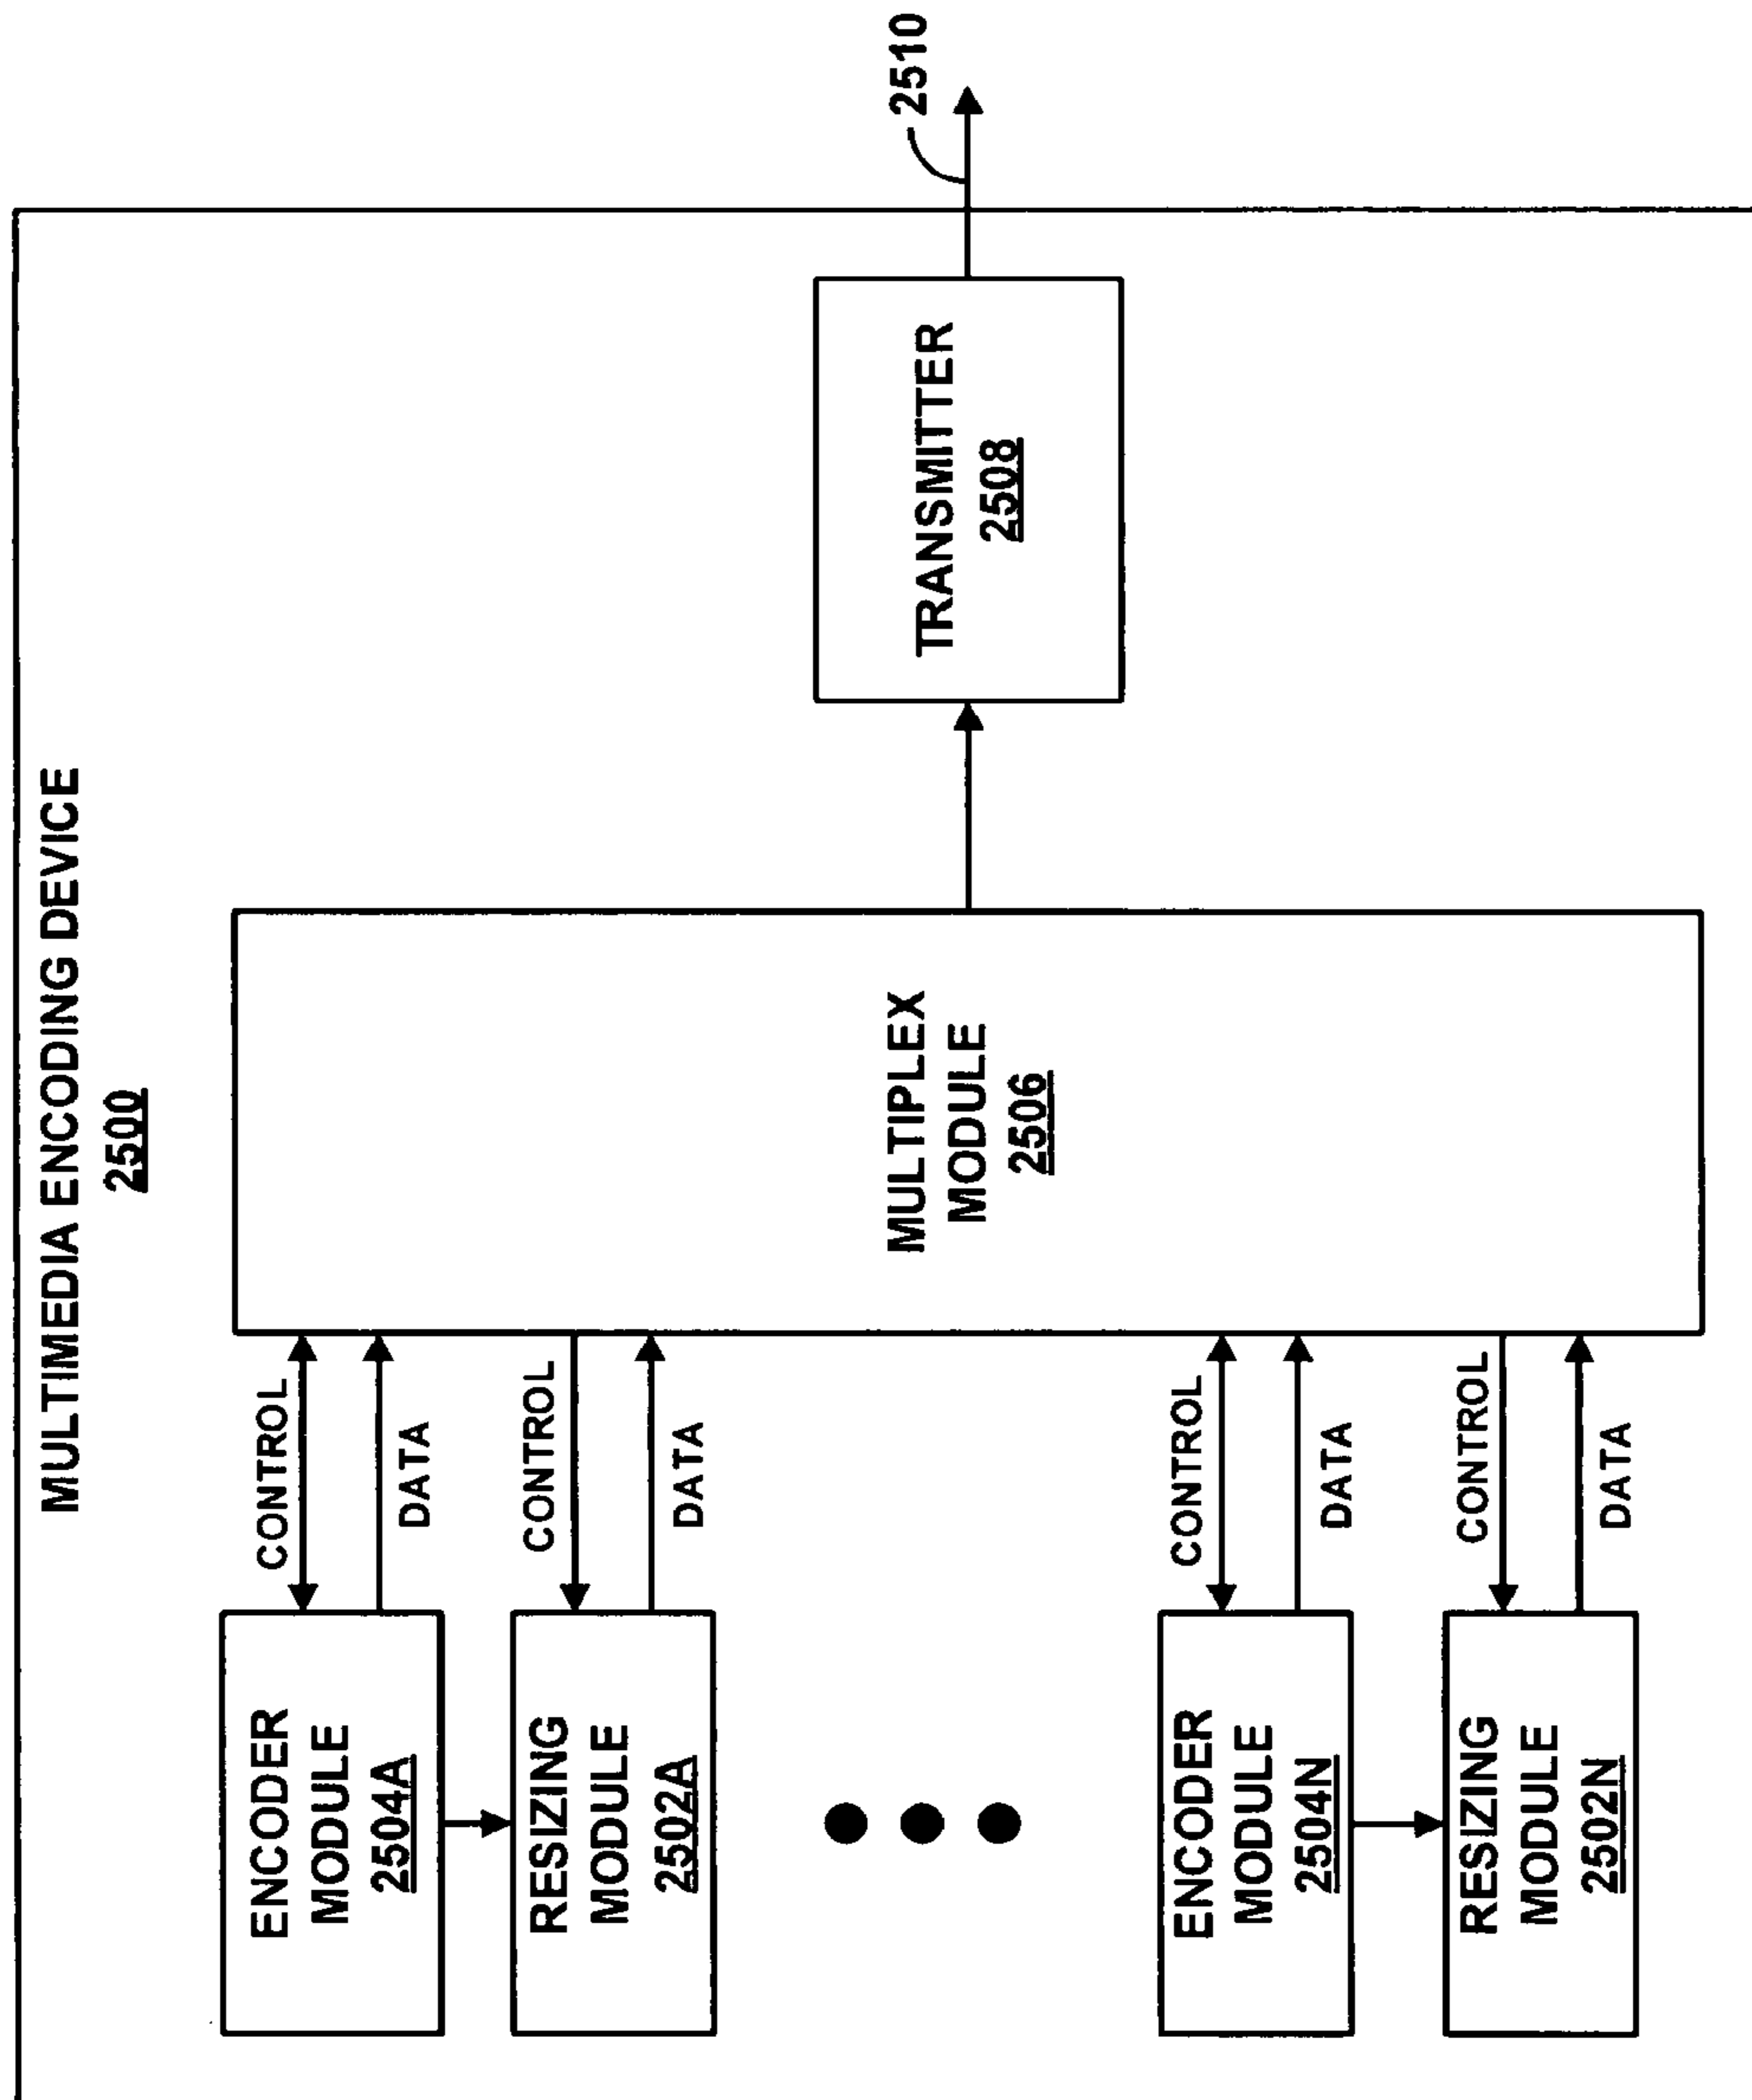 MULTIMEDIA ENCODING DEVICE
2500
ENCODER
MODULE
2504A
CONTROL
DATA
RESIZING
MODULE
2502A
CONTROL
DATA
ENCODER
MODULE
2504N
CONTROL
DATA
RESIZING
MODULE
2502N
CONTROL
DATA
MULTIPLEX
MODULE
2506
TRANSMITTER
2508
2510